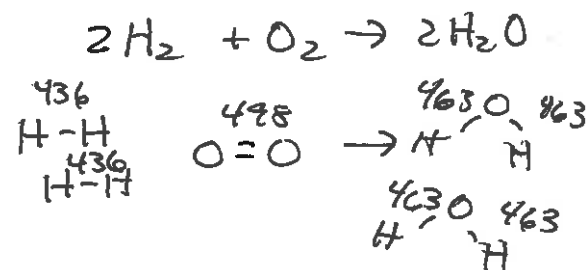 2H₂ + O₂ → 2H₂O
436 498 463 O 463
H-H O=O → H H
436
H-H
463 O 463
H H